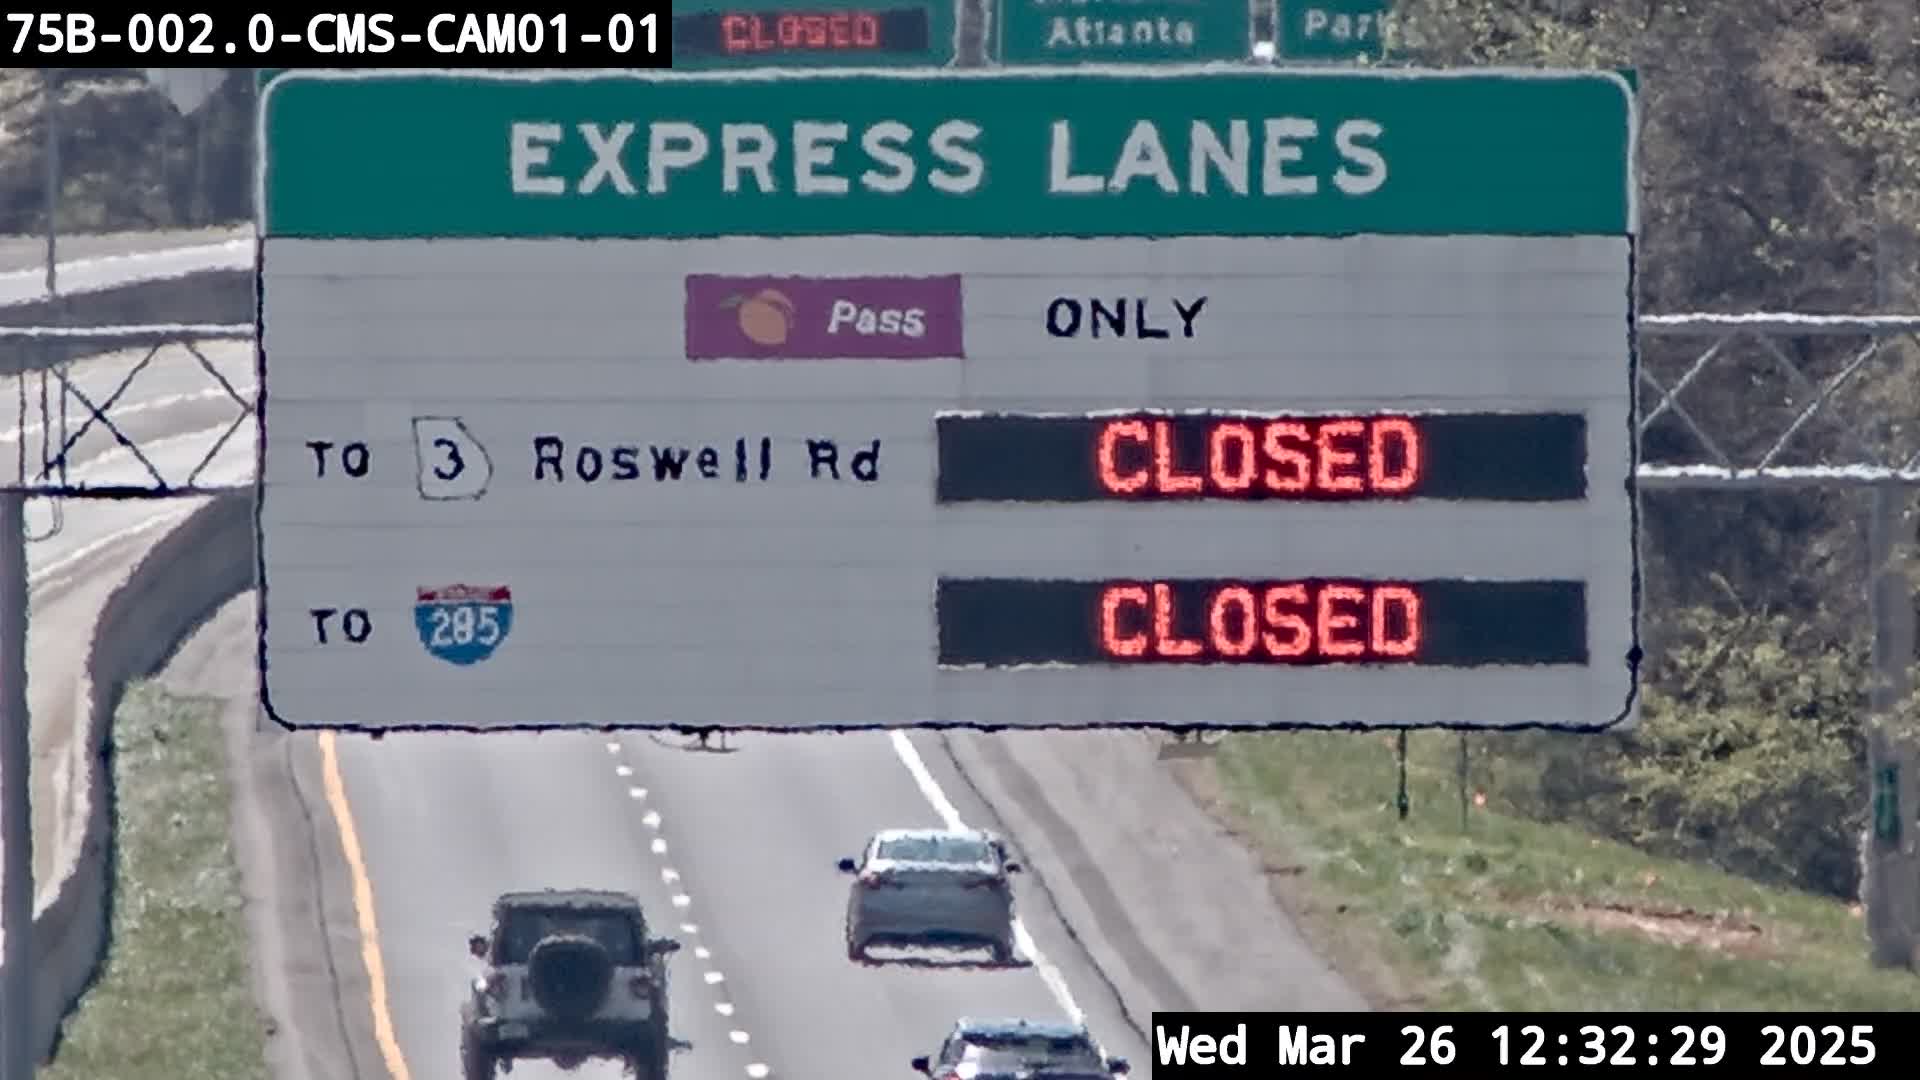 75B-002.0-CMS-CAM01-01
CLOSED
Atlanta
EXPRESS LANES
Pass ONLY
TO 3 Roswell Rd CLOSED
TO 285 CLOSED
Wed Mar 26 12:32:29 2025